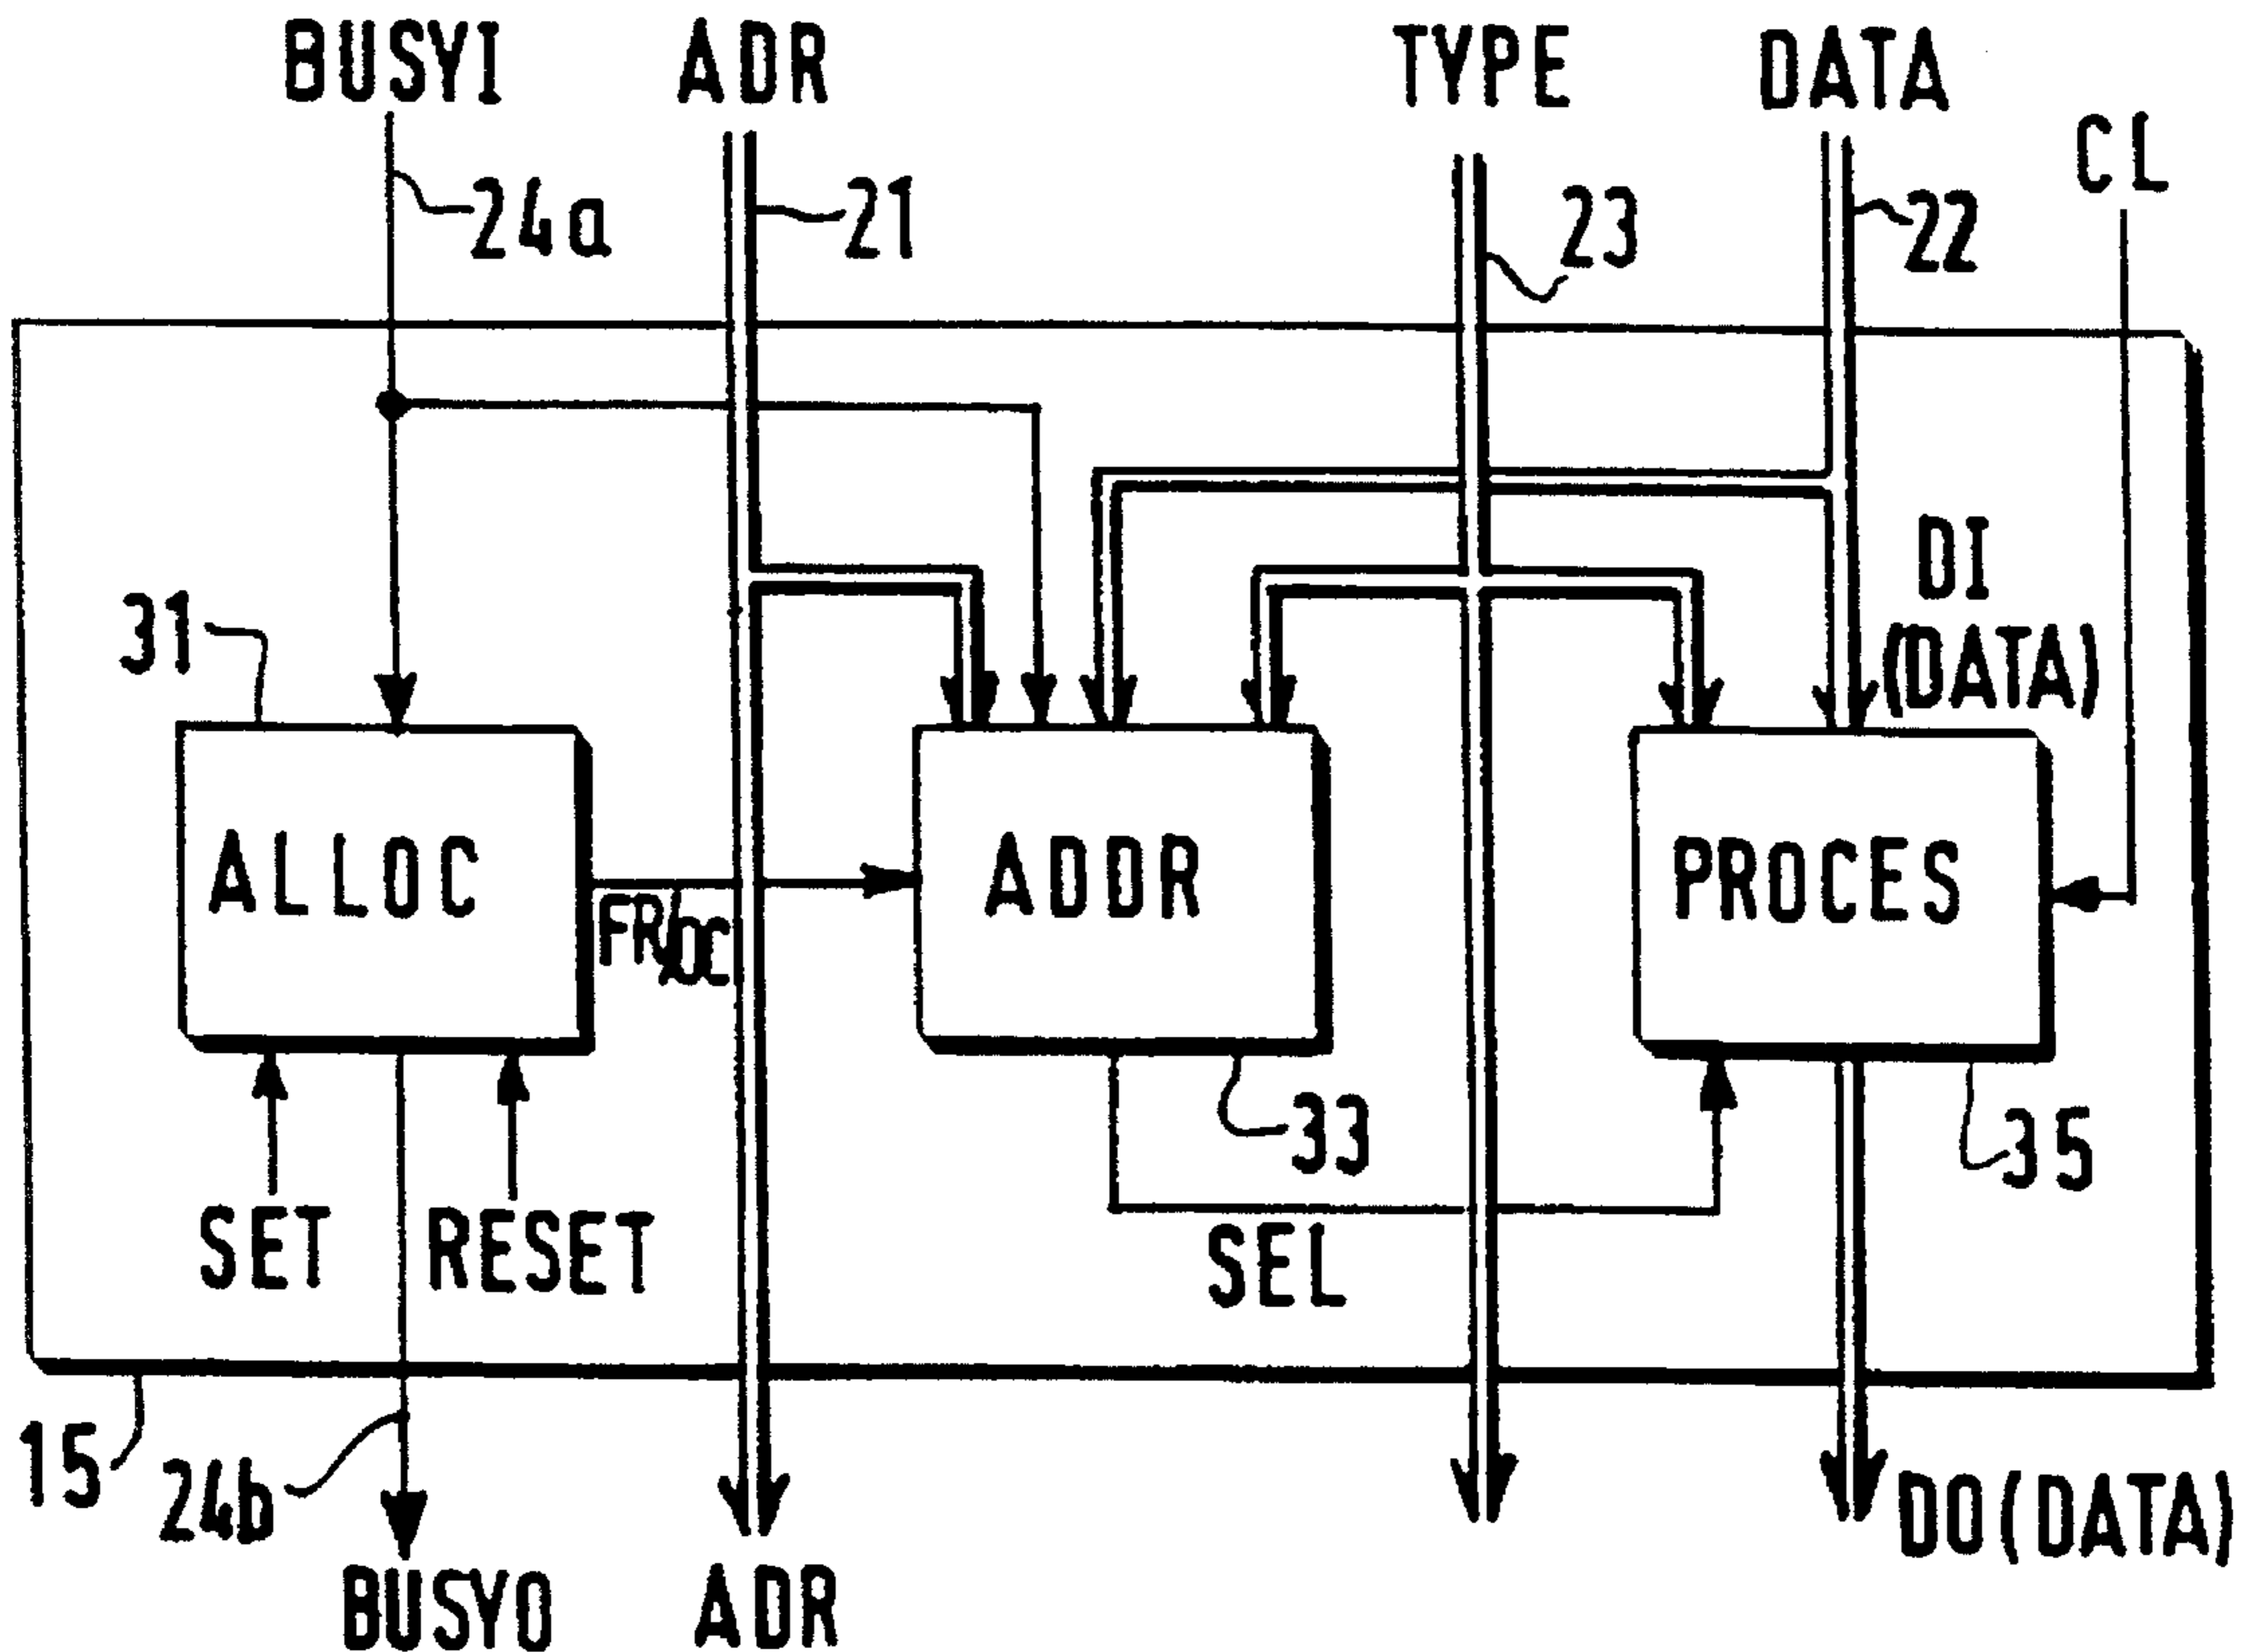 BUSYI ADR TYPE DATA
CL
24a 21 23 22
DI
(DATA)
31
ALLOC ADDR PROCES
FR/OC
33 35
SET RESET SEL
15 24b DO(DATA)
BUSYO ADR